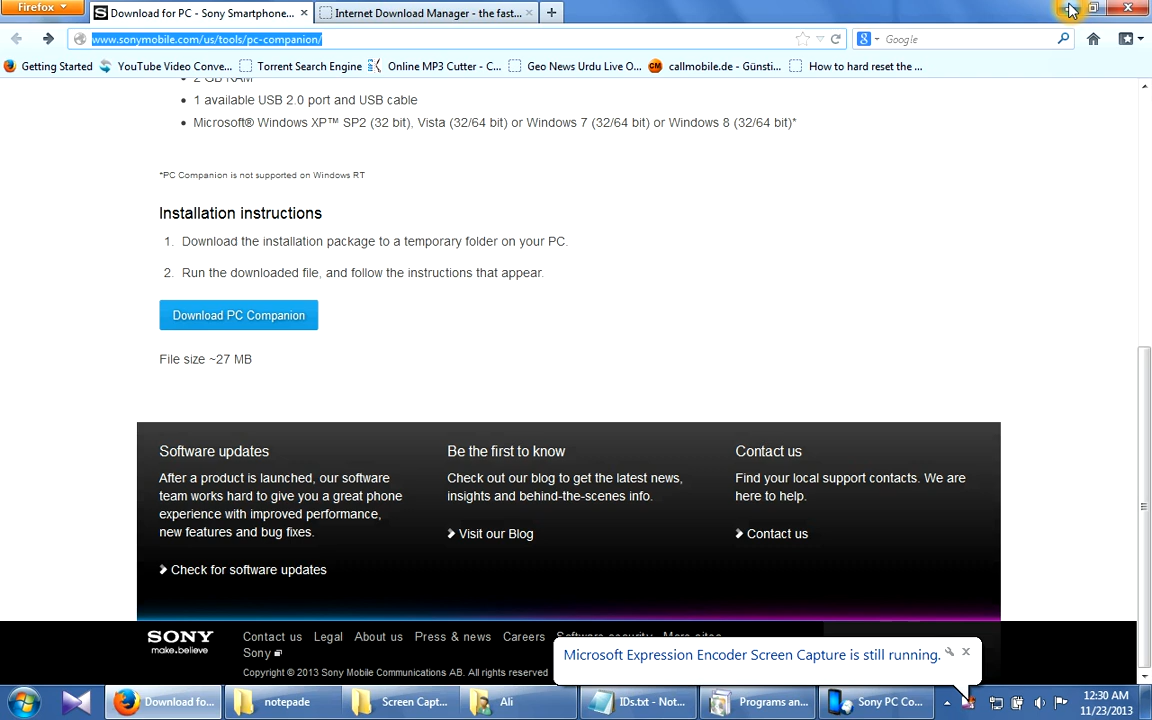 Firefox
Download for PC - Sony Smartphone...
Internet Download Manager - the fast...
www.sonymobile.com/us/tools/pc-companion/
Google
Getting Started
YouTube Video Conve...
Torrent Search Engine
Online MP3 Cutter - C...
Geo News Urdu Live O...
callmobile.de - Günsti...
How to hard reset the ...
2 GB RAM
1 available USB 2.0 port and USB cable
Microsoft® Windows XP™ SP2 (32 bit), Vista (32/64 bit) or Windows 7 (32/64 bit) or Windows 8 (32/64 bit)*
*PC Companion is not supported on Windows RT
Installation instructions
1. Download the installation package to a temporary folder on your PC.
2. Run the downloaded file, and follow the instructions that appear.
Download PC Companion
File size ~27 MB
Software updates
After a product is launched, our software
team works hard to give you a great phone
experience with improved performance,
new features and bug fixes.
Check for software updates
Be the first to know
Check out our blog to get the latest news,
insights and behind-the-scenes info.
Visit our Blog
Contact us
Find your local support contacts. We are
here to help.
Contact us
SONY
make.believe
Contact us Legal About us Press & news Careers Software security More sites
Sony
Copyright © 2013 Sony Mobile Communications AB. All rights reserved
Microsoft Expression Encoder Screen Capture is still running.
Download fo...
notepade
Screen Capt...
Ali
IDs.txt - Not...
Programs an...
Sony PC Co...
12:30 AM
11/23/2013